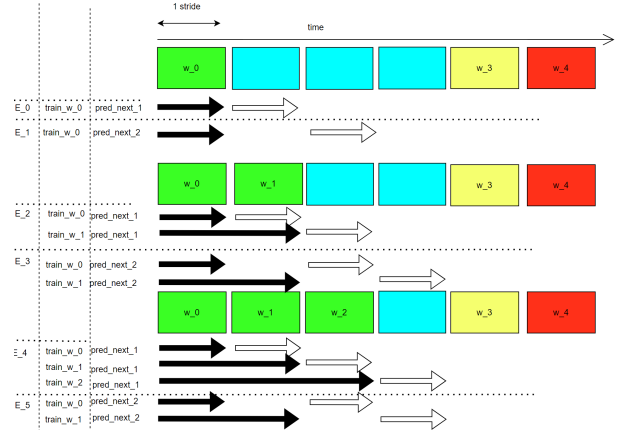 1 stride
time
w_0 w_3 w_4
E_0 train_w_0 pred_next_1
E_1 train_w_0 pred_next_2
w_0 w_1 w_3 w_4
E_2 train_w_0 pred_next_1
train_w_1 pred_next_1
E_3 train_w_0 pred_next_2
train_w_1 pred_next_2
w_0 w_1 w_2 w_3 w_4
E_4 train_w_0 pred_next_1
train_w_1 pred_next_1
train_w_2 pred_next_1
E_5 train_w_0 pred_next_2
train_w_1 pred_next_2